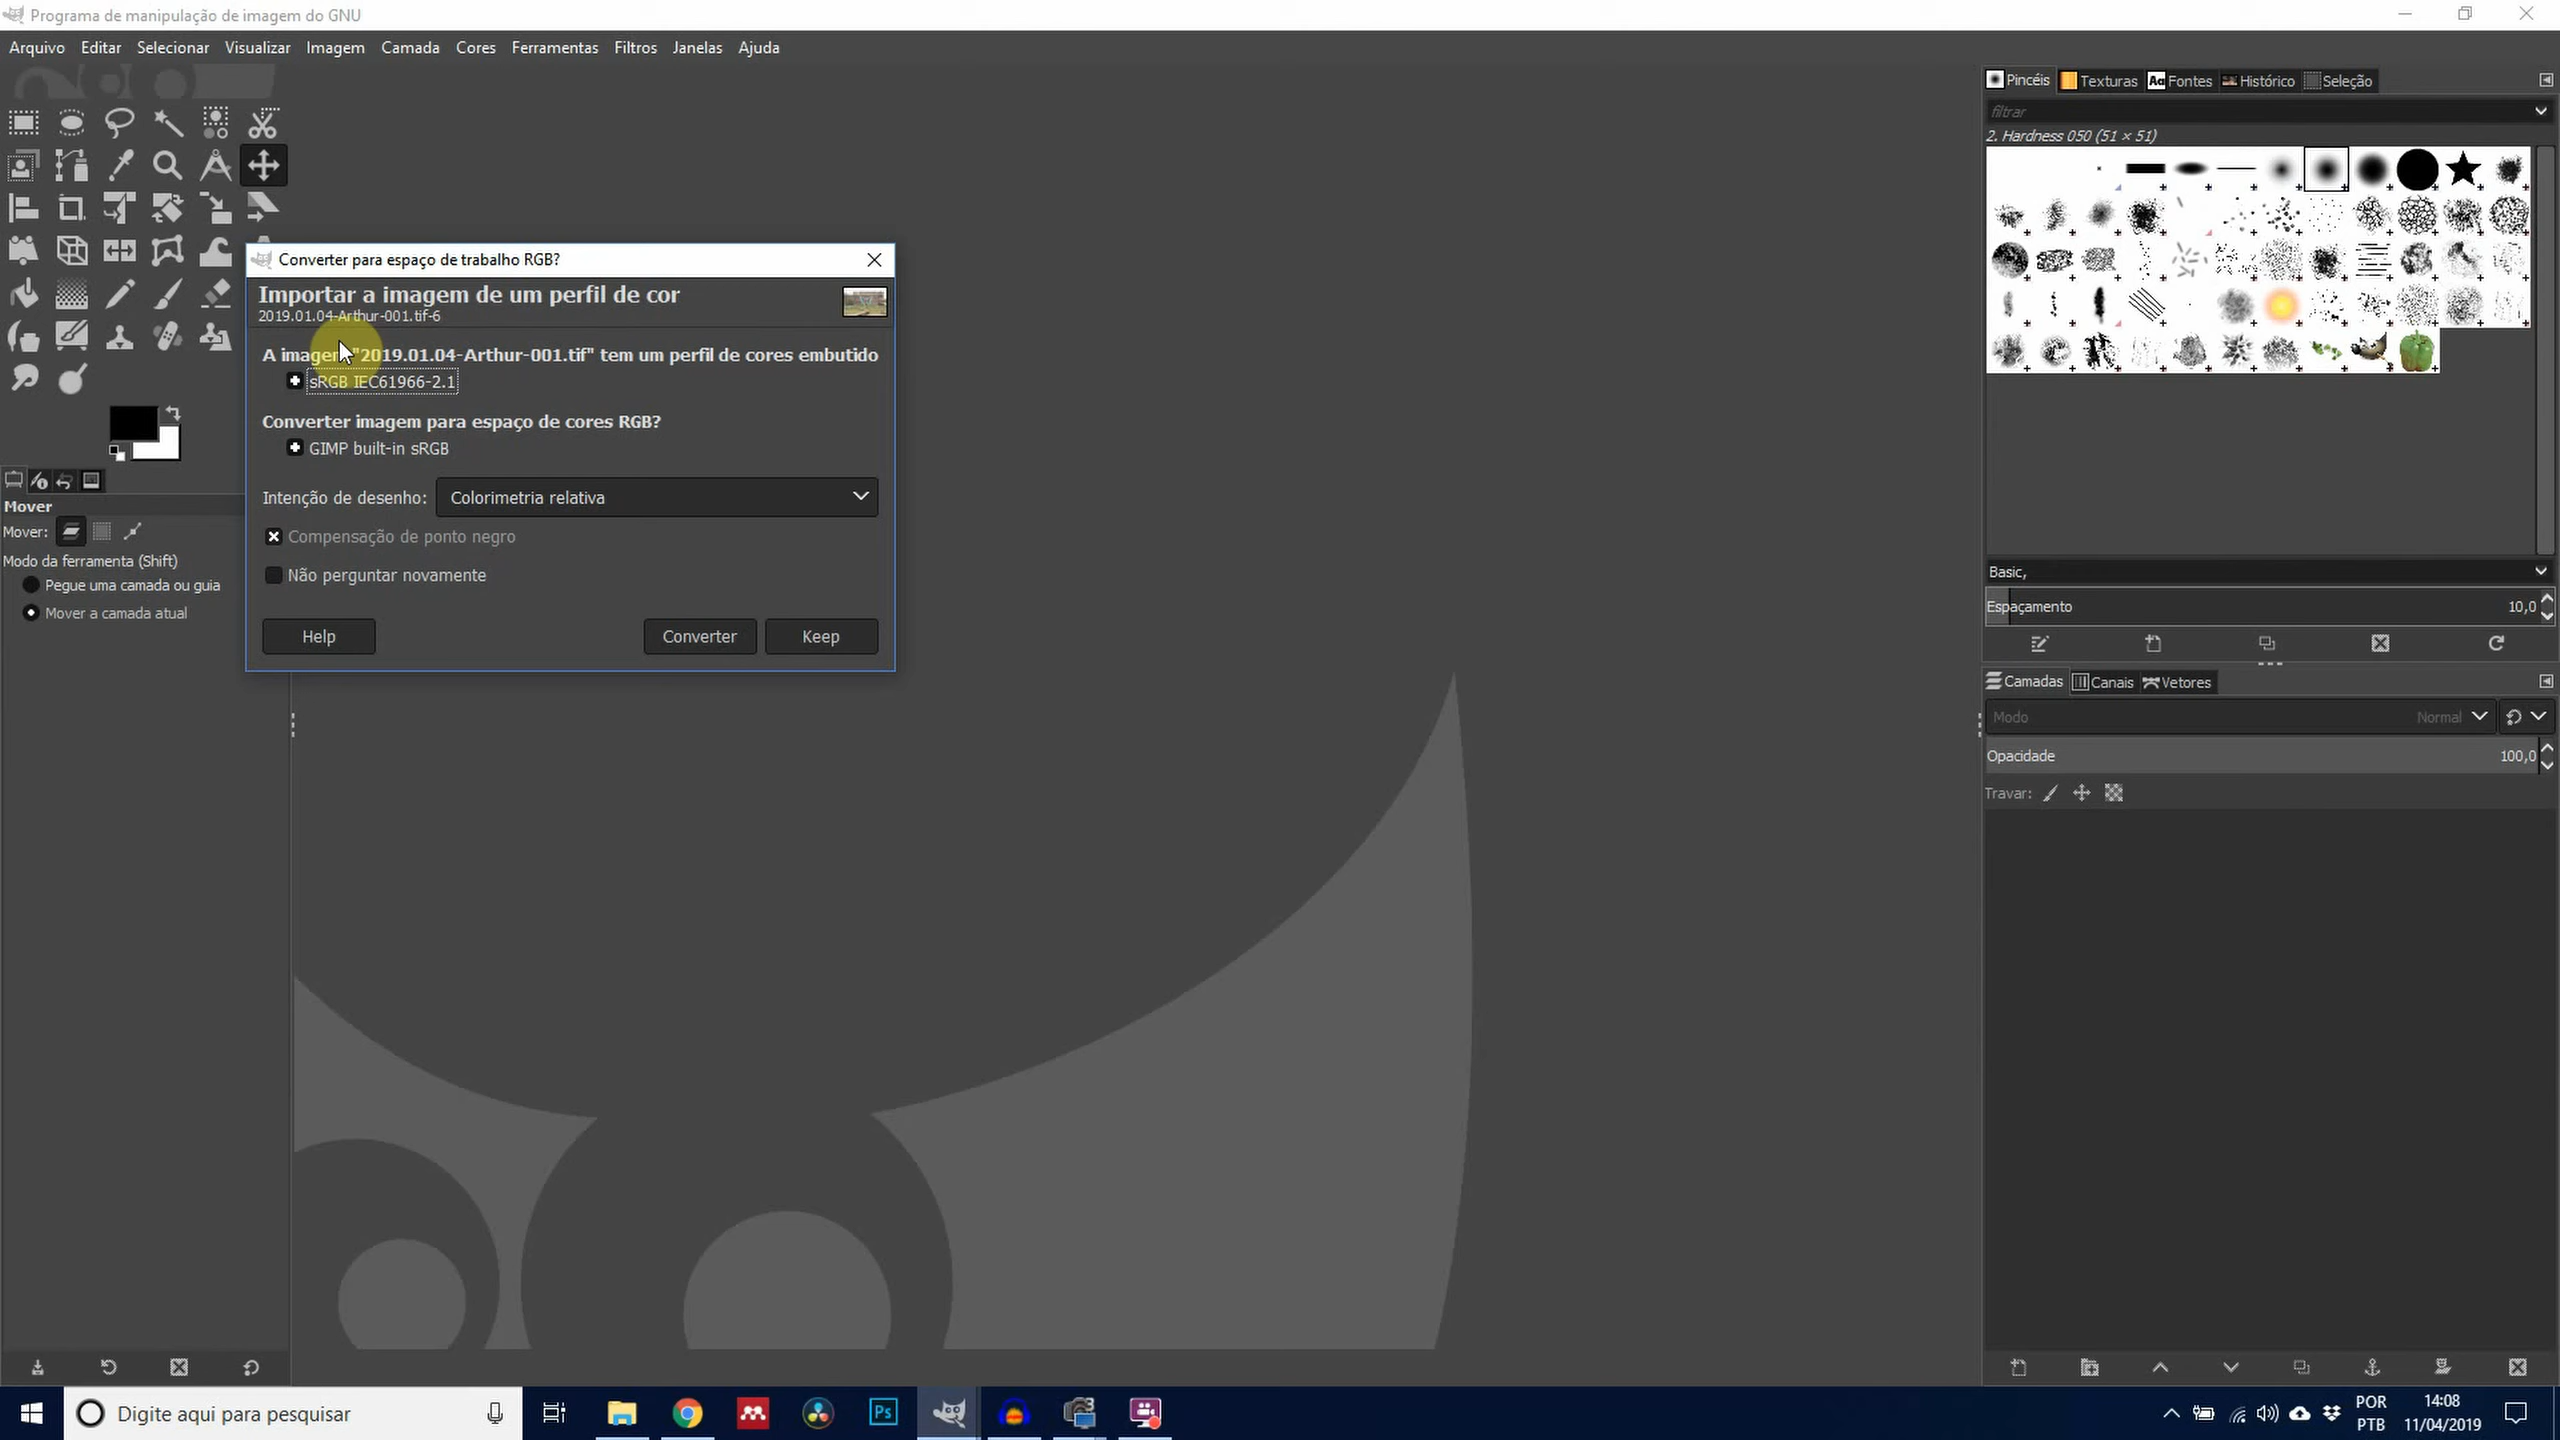 Programa de manipulação de imagem do GNU
Arquivo Editar Selecionar Visualizar Imagem Camada Cores Ferramentas Filtros Janelas Ajuda
Pincéis Texturas Aa Fontes Histórico Seleção
filtrar
2. Hardness 050 (51 × 51)
Converter para espaço de trabalho RGB?
Importar a imagem de um perfil de cor
2019.01.04-Arthur-001.tif-6
A imagem "2019.01.04-Arthur-001.tif" tem um perfil de cores embutido
sRGB IEC61966-2.1
Converter imagem para espaço de cores RGB?
GIMP built-in sRGB
Intenção de desenho: Colorimetria relativa
Compensação de ponto negro
Não perguntar novamente
Help Converter Keep
Mover
Mover:
Modo da ferramenta (Shift)
Pegue uma camada ou guia
Mover a camada atual
Basic,
Espaçamento 10,0
Camadas Canais Vetores
Modo Normal
Opacidade 100,0
Travar:
Digite aqui para pesquisar
Ps
POR
PTB
14:08
11/04/2019